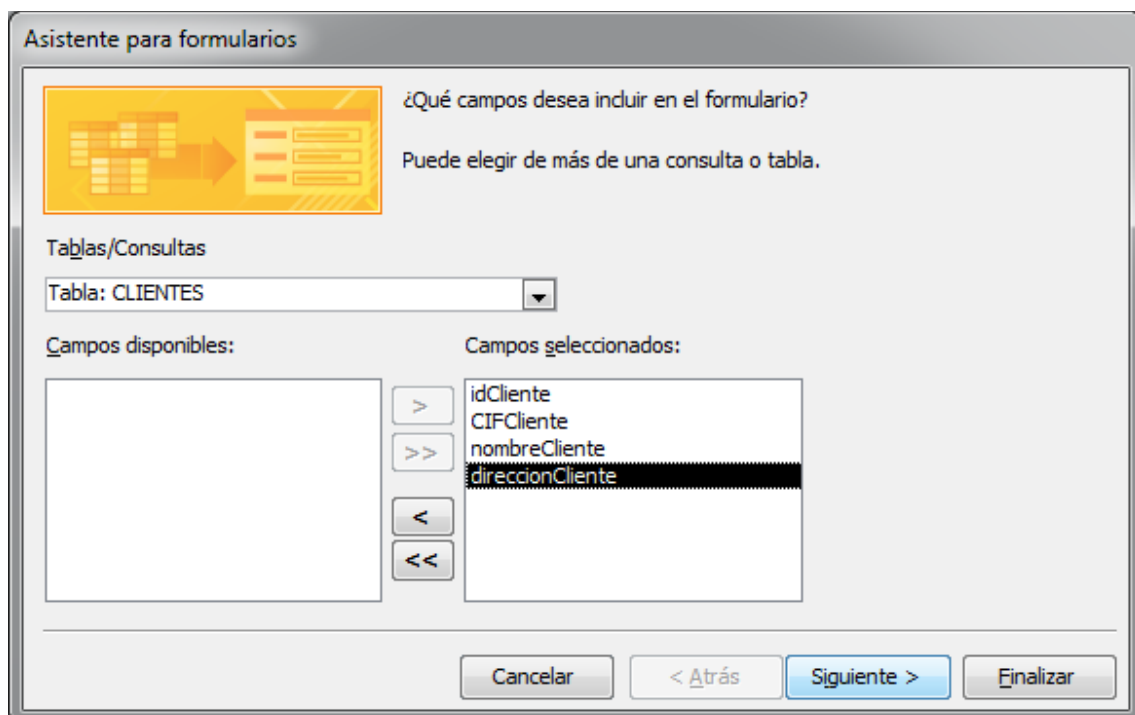 Asistente para formularios
¿Qué campos desea incluir en el formulario?
Puede elegir de más de una consulta o tabla.
Tablas/Consultas
Tabla: CLIENTES
Campos disponibles:
Campos seleccionados:
>
>>
<
<<
idCliente
CIFCliente
nombreCliente
direccionCliente
Cancelar
< Atrás
Siguiente >
Finalizar